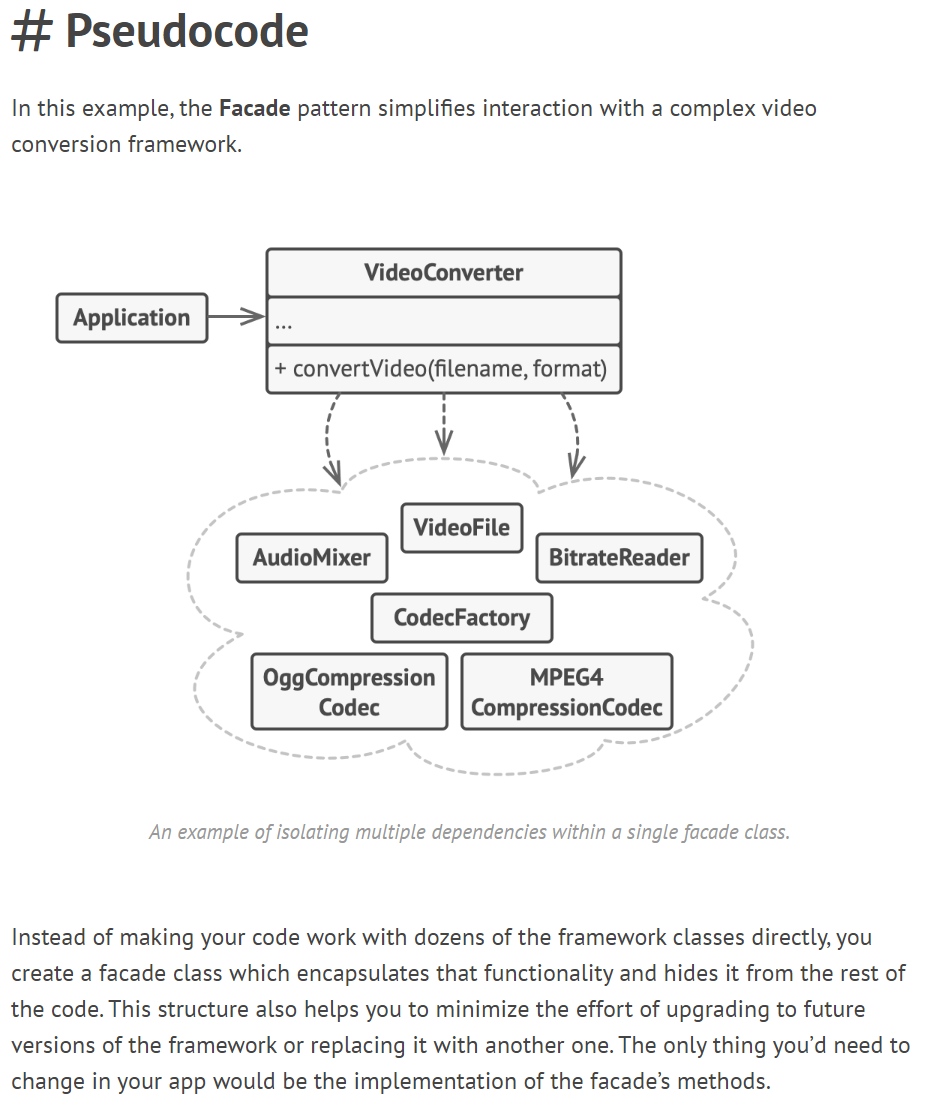 # Pseudocode
In this example, the Facade pattern simplifies interaction with a complex video
conversion framework.
VideoConverter
Application
...
+ convertVideo(filename, format)
VideoFile
AudioMixer
BitrateReader
CodecFactory
OggCompression
Codec
MPEG4
CompressionCodec
An example of isolating multiple dependencies within a single facade class.
Instead of making your code work with dozens of the framework classes directly, you
create a facade class which encapsulates that functionality and hides it from the rest of
the code. This structure also helps you to minimize the effort of upgrading to future
versions of the framework or replacing it with another one. The only thing you’d need to
change in your app would be the implementation of the facade’s methods.